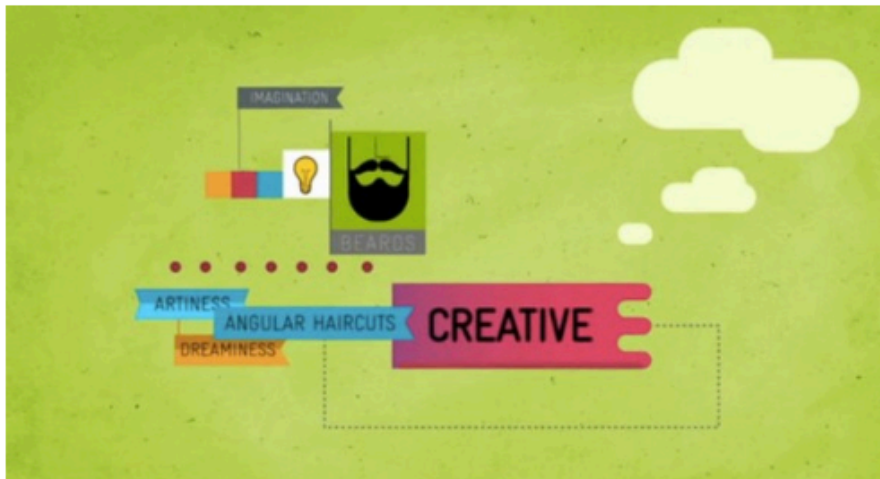 IMAGINATION
BEARDS
ARTINESS
ANGULAR HAIRCUTS
CREATIVE
DREAMINESS